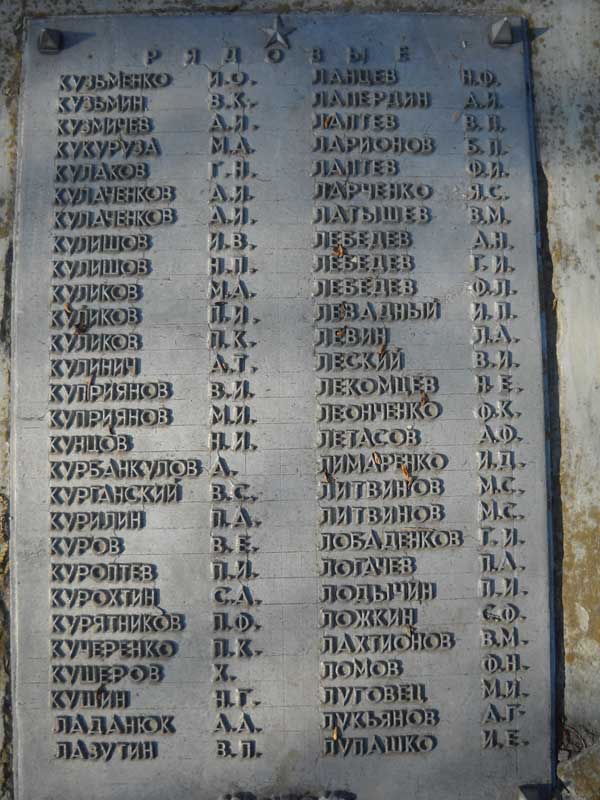 РЯДОВЫЕ
КУЗЬМЕНКО Я.О.
КУЗЬМИН В.К.
КУЗМИЧЕВ А.И.
КУКУРУЗА М.А.
КУЛАКОВ Г.Н.
КУЛАЧЕНКОВ А.И.
КУЛАЧЕНКОВ А.И.
КУЛИШОВ И.В.
КУЛИШОВ Н.П.
КУЛИКОВ М.А.
КУЛИКОВ П.И.
КУЛИКОВ П.К.
КУЛИНИЧ А.Т.
КУПРИЯНОВ В.И.
КУПРИЯНОВ М.И.
КУНЦОВ Н.И.
КУРБАНКУЛОВ А.
КУРГАНСКИЙ В.С.
КУРИЛИН П.А.
КУРОВ В.Е.
КУРОПТЕВ П.И.
КУРОХТИН С.А.
КУРЯТНИКОВ П.Ф.
КУЧЕРЕНКО П.К.
КУШЕРОВ Х.
КУШИН Н.Г.
ЛАДАНЮК А.А.
ЛАЗУТИН В.П.
ЛАНЦЕВ Н.Ф.
ЛАПЕРДИН А.И.
ЛАПТЕВ В.П.
ЛАРИОНОВ Б.П.
ЛАПТЕВ Ф.И.
ЛАРЧЕНКО Я.С.
ЛАТЫШЕВ В.М.
ЛЕБЕДЕВ А.Н.
ЛЕБЕДЕВ Г.И.
ЛЕБЕДЕВ Ф.Л.
ЛЕВАДНЫЙ И.П.
ЛЕВИН Л.А.
ЛЕСКИЙ В.И.
ЛЕКОМЦЕВ Н.Е.
ЛЕОНЧЕНКО Ф.К.
ЛЕТАСОВ А.Ф.
ЛИМАРЕНКО И.Д.
ЛИТВИНОВ М.С.
ЛИТВИНОВ М.С.
ЛОБАДЕНКОВ Г.И.
ЛОГАЧЕВ П.А.
ЛОДЫЧИН П.И.
ЛОЖКИН С.Ф.
ЛАХТИОНОВ В.М.
ЛОМОВ Ф.Н.
ЛУГОВЕЦ М.И.
ЛУКЬЯНОВ А.Г.
ЛУПАШКО И.Е.